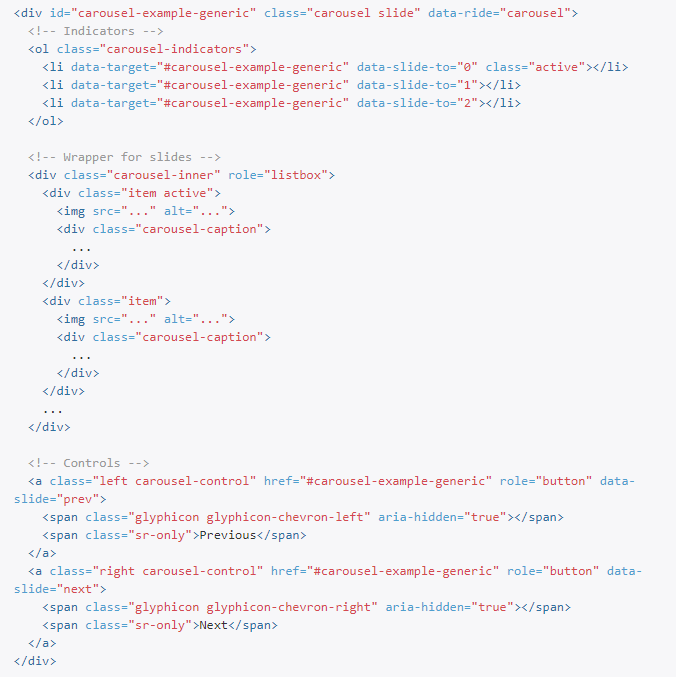 <div id="carousel-example-generic" class="carousel slide" data-ride="carousel">
  <!-- Indicators -->
  <ol class="carousel-indicators">
    <li data-target="#carousel-example-generic" data-slide-to="0" class="active"></li>
    <li data-target="#carousel-example-generic" data-slide-to="1"></li>
    <li data-target="#carousel-example-generic" data-slide-to="2"></li>
  </ol>

  <!-- Wrapper for slides -->
  <div class="carousel-inner" role="listbox">
    <div class="item active">
      <img src="..." alt="...">
      <div class="carousel-caption">
        ...
      </div>
    </div>
    <div class="item">
      <img src="..." alt="...">
      <div class="carousel-caption">
        ...
      </div>
    </div>
    ...
  </div>

  <!-- Controls -->
  <a class="left carousel-control" href="#carousel-example-generic" role="button" data-
slide="prev">
    <span class="glyphicon glyphicon-chevron-left" aria-hidden="true"></span>
    <span class="sr-only">Previous</span>
  </a>
  <a class="right carousel-control" href="#carousel-example-generic" role="button" data-
slide="next">
    <span class="glyphicon glyphicon-chevron-right" aria-hidden="true"></span>
    <span class="sr-only">Next</span>
  </a>
</div>